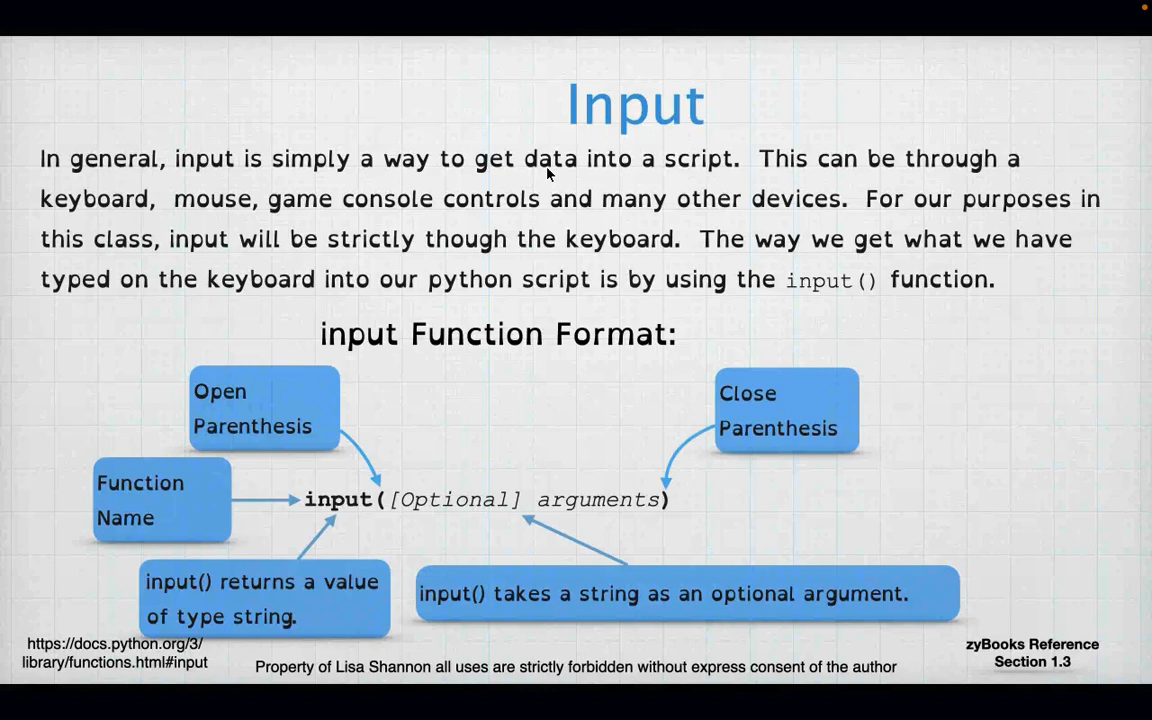 Input
In general, input is simply a way to get data into a script.  This can be through a
keyboard,  mouse, game console controls and many other devices.  For our purposes in
this class, input will be strictly though the keyboard.  The way we get what we have
typed on the keyboard into our python script is by using the input() function.
input Function Format:
Open
Parenthesis
Close
Parenthesis
Function
Name
input([Optional] arguments)
input() returns a value
of type string.
input() takes a string as an optional argument.
https://docs.python.org/3/
library/functions.html#input
Property of Lisa Shannon all uses are strictly forbidden without express consent of the author
zyBooks Reference
Section 1.3